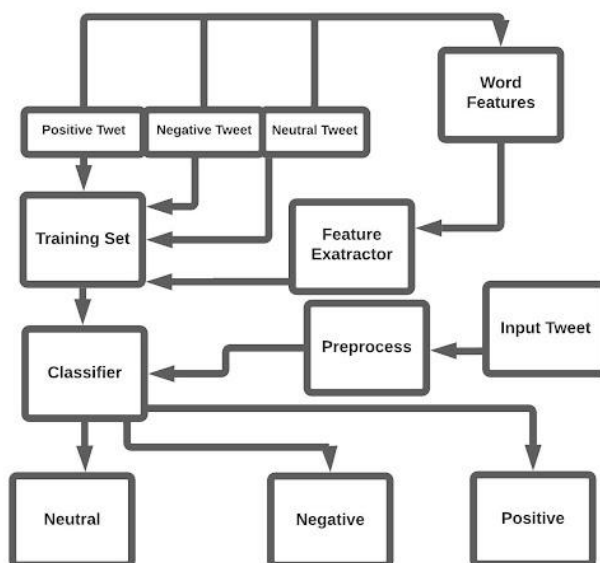 Word
Features
Positive Twet
Negative Tweet
Neutral Tweet
Training Set
Feature
Exatractor
Input Tweet
Preprocess
Classifier
Neutral
Negative
Positive